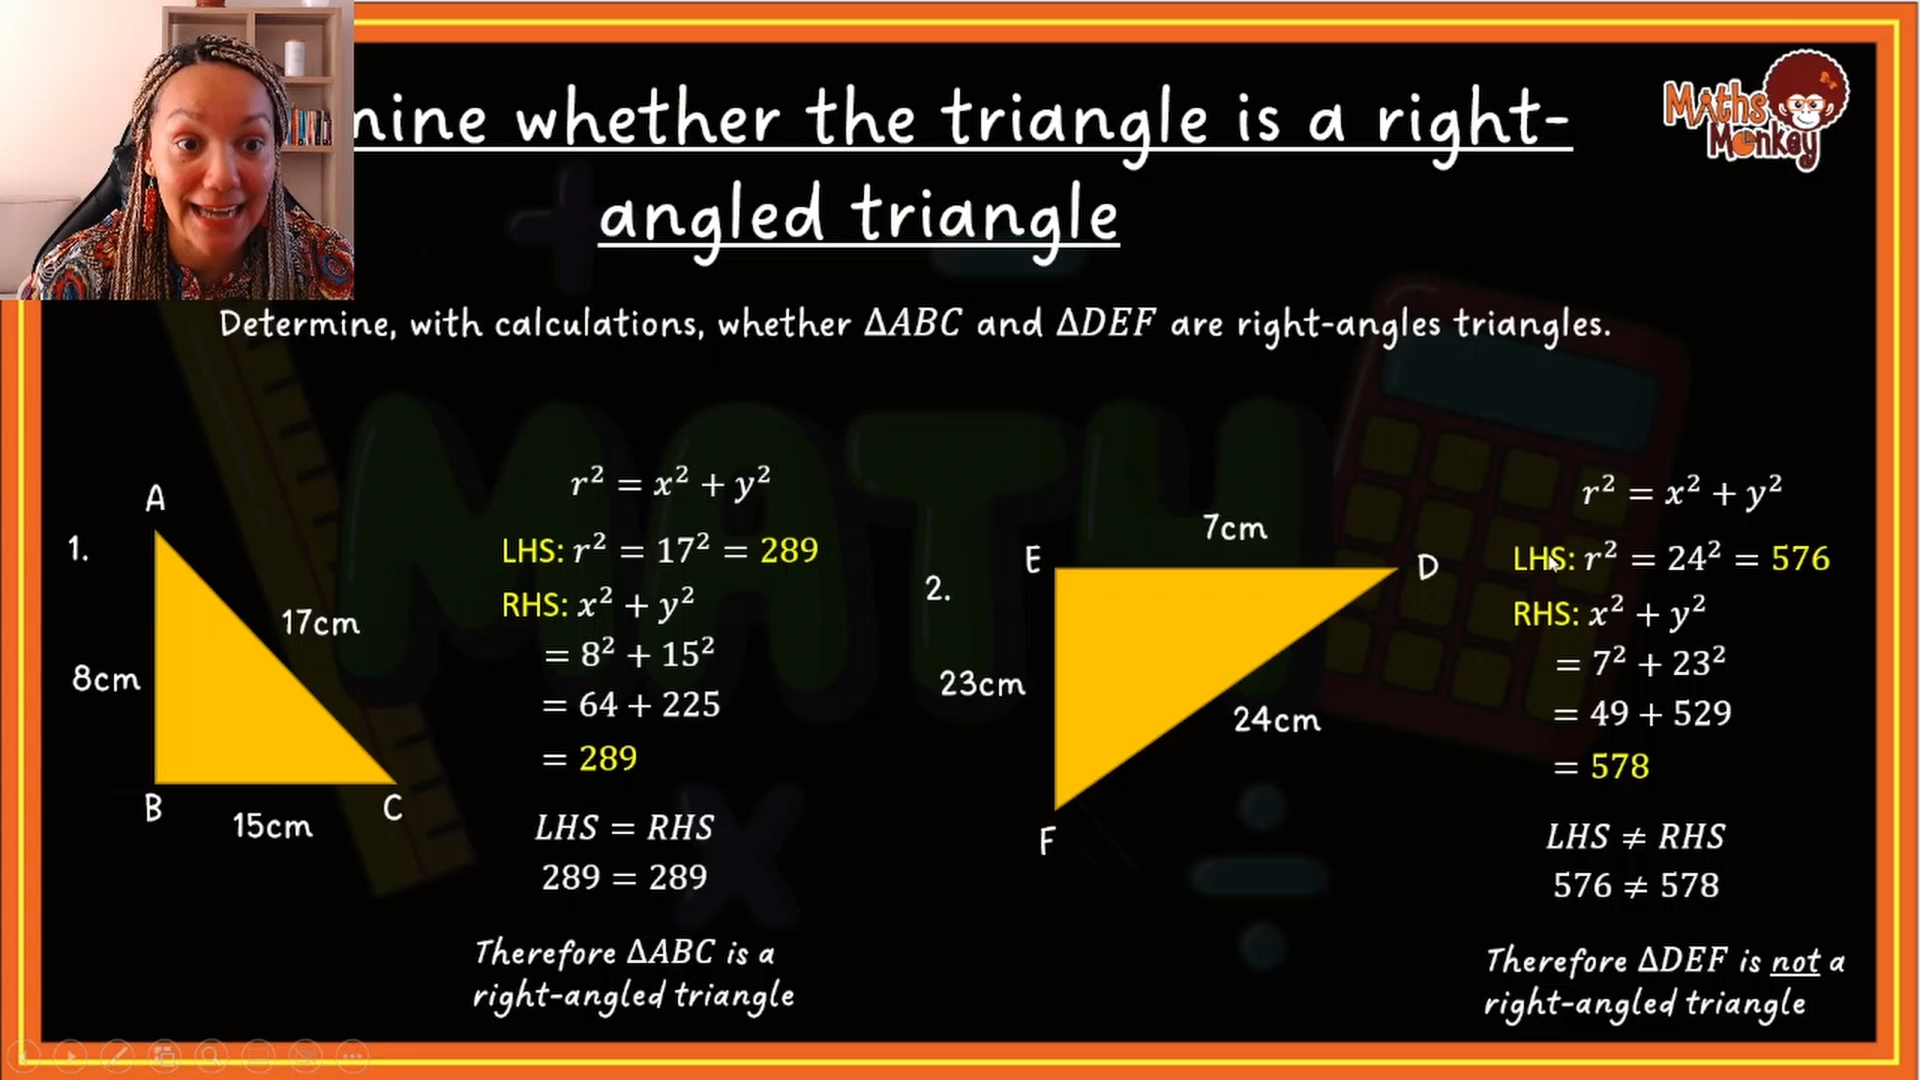 mine whether the triangle is a right-
angled triangle
Maths
Monkey
Determine, with calculations, whether ΔABC and ΔDEF are right-angles triangles.
1.
A
17cm
8cm
B
15cm
C
r² = x² + y²
LHS: r² = 17² = 289
RHS: x² + y²
= 8² + 15²
= 64 + 225
= 289
LHS = RHS
289 = 289
Therefore ΔABC is a
right-angled triangle
2.
7cm
E
D
23cm
24cm
F
r² = x² + y²
LHS: r² = 24² = 576
RHS: x² + y²
= 7² + 23²
= 49 + 529
= 578
LHS ≠ RHS
576 ≠ 578
Therefore ΔDEF is not a
right-angled triangle
MATH